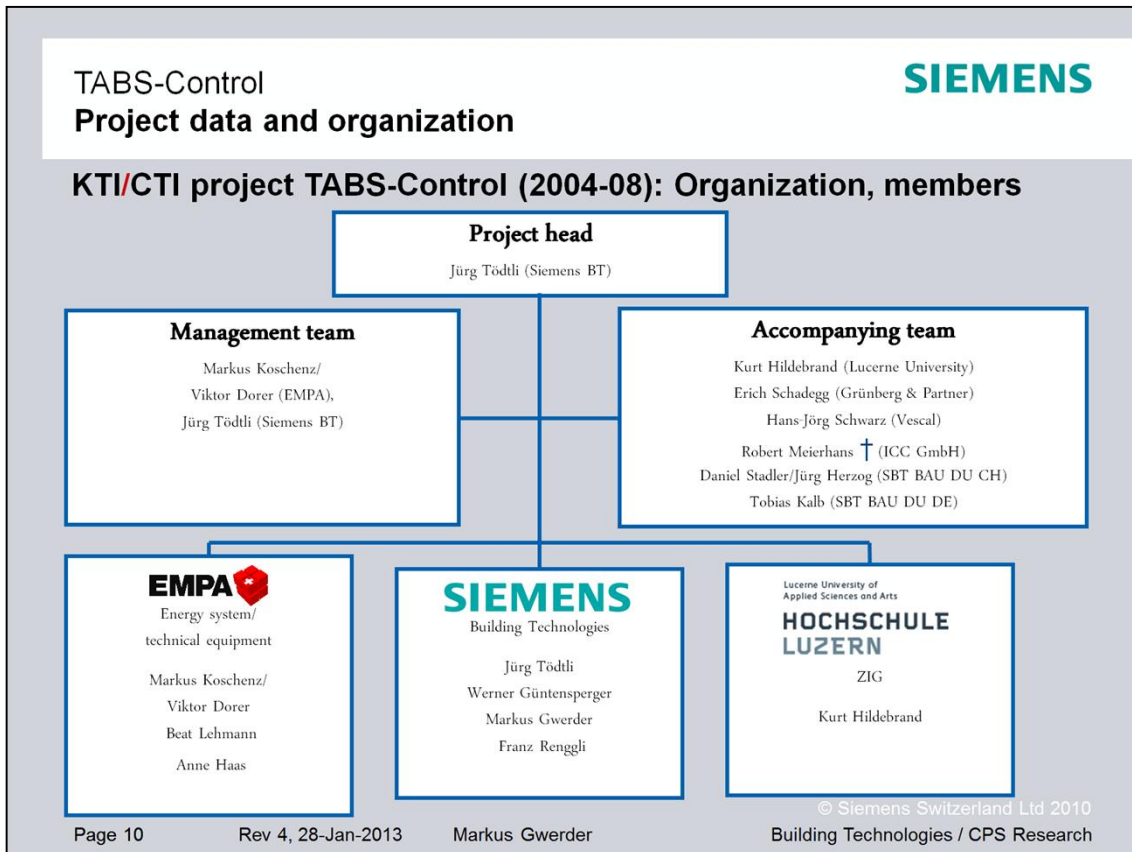 TABS-Control
SIEMENS
Project data and organization
KTI/CTI project TABS-Control (2004-08): Organization, members
Project head
Jürg Tödtli (Siemens BT)
Management team
Markus Koschenz/
Viktor Dorer (EMPA),
Jürg Tödtli (Siemens BT)
Accompanying team
Kurt Hildebrand (Lucerne University)
Erich Schadegg (Grünberg & Partner)
Hans-Jörg Schwarz (Vescal)
Robert Meierhans † (ICC GmbH)
Daniel Stadler/Jürg Herzog (SBT BAU DU CH)
Tobias Kalb (SBT BAU DU DE)
EMPA
Energy system/
technical equipment
Markus Koschenz/
Viktor Dorer
Beat Lehmann
Anne Haas
SIEMENS
Building Technologies
Jürg Tödtli
Werner Güntensperger
Markus Gwerder
Franz Renggli
Lucerne University of
Applied Sciences and Arts
HOCHSCHULE
LUZERN
ZIG
Kurt Hildebrand
© Siemens Switzerland Ltd 2010
Page 10 Rev 4, 28-Jan-2013 Markus Gwerder Building Technologies / CPS Research